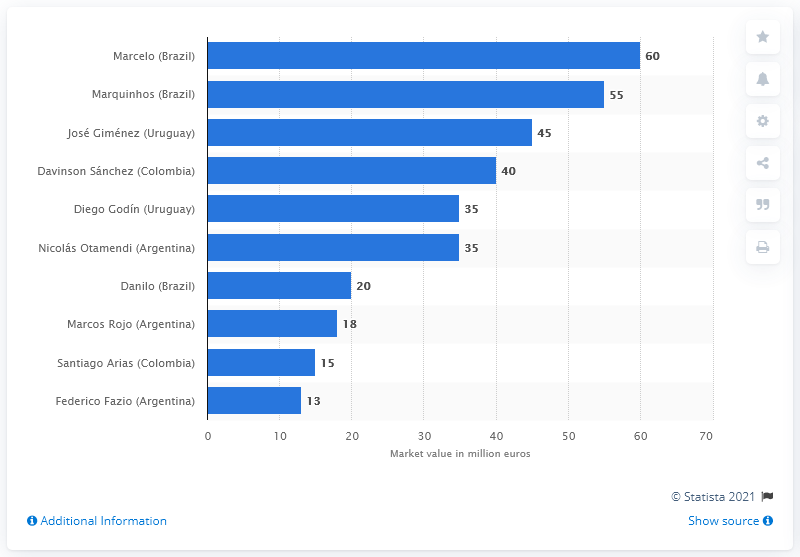 Marcelo (Brazil) 60
Marquinhos (Brazil) 55
José Giménez (Uruguay) 45
Davinson Sánchez (Colombia) 40
Diego Godín (Uruguay) 35
Nicolás Otamendi (Argentina) 35
Danilo (Brazil) 20
Marcos Rojo (Argentina) 18
Santiago Arias (Colombia) 15
Federico Fazio (Argentina) 13
0 10 20 30 40 50 60 70
Market value in million euros
© Statista 2021
Additional Information Show source